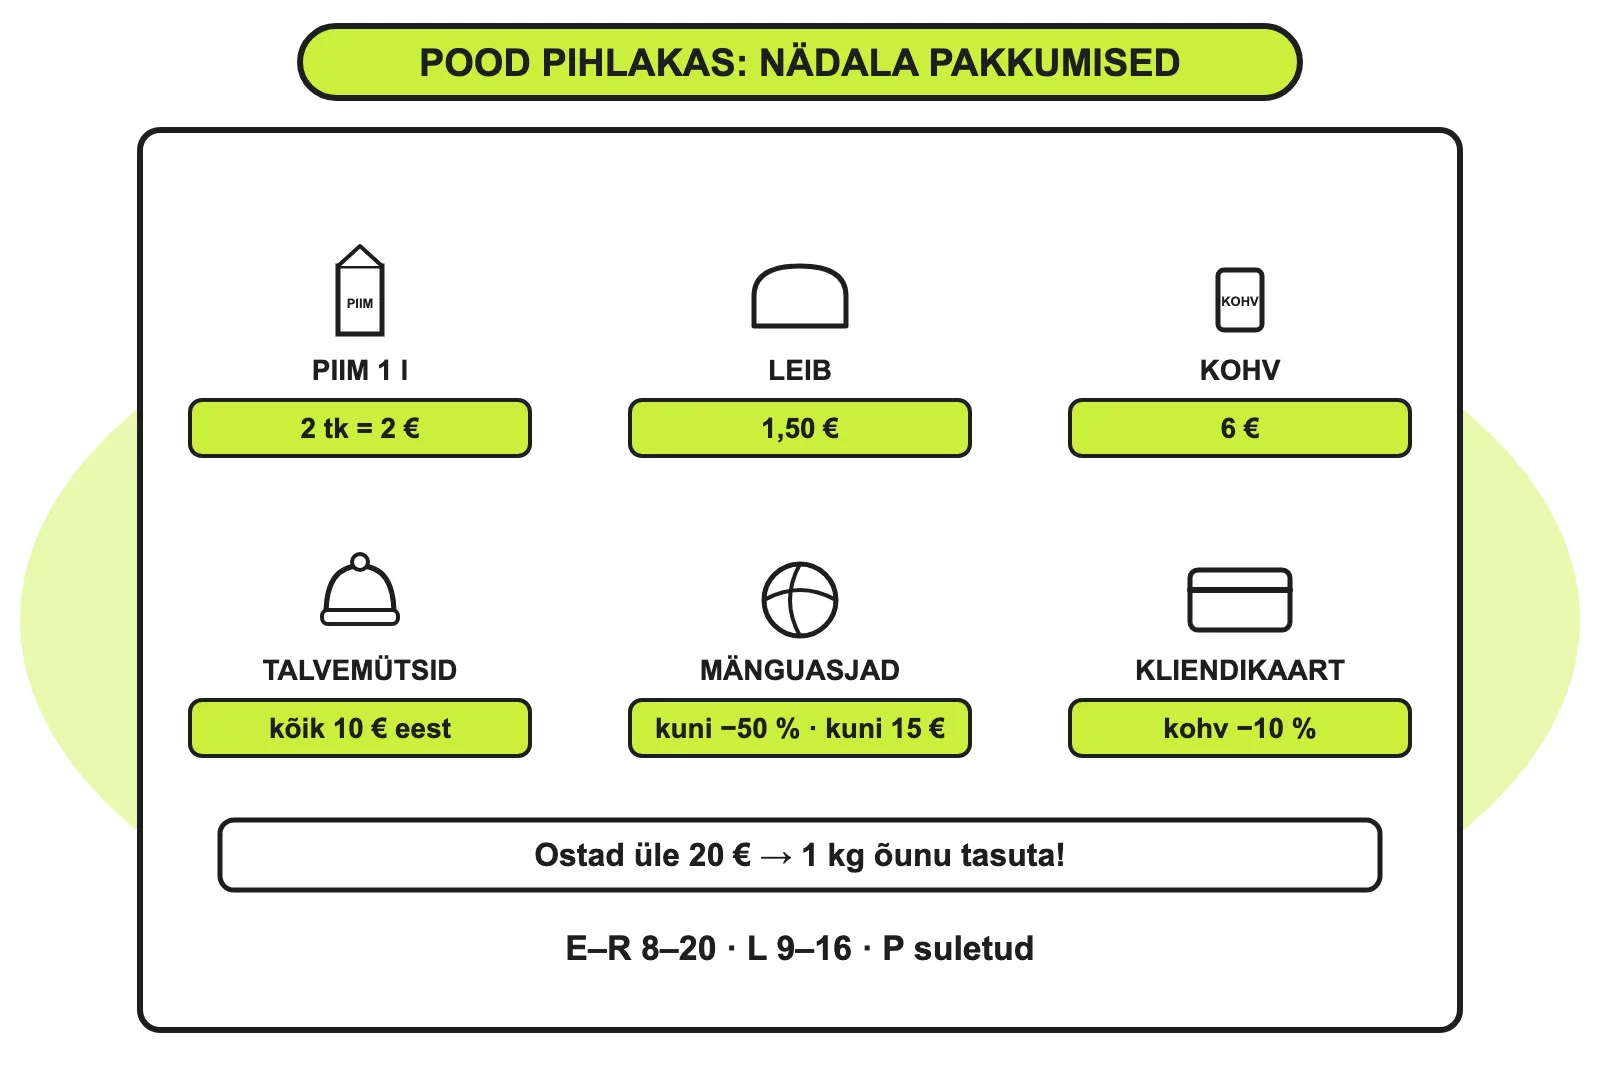 POOD PIHLAKAS: NÄDALA PAKKUMISED
PIIM
PIIM 1 l
2 tk = 2 €
LEIB
1,50 €
KOHV
KOHV
6 €
TALVEMÜTSID
kõik 10 € eest
MÄNGUASJAD
kuni −50 % · kuni 15 €
KLIENDIKAART
kohv −10 %
Ostad üle 20 € → 1 kg õunu tasuta!
E–R 8–20 · L 9–16 · P suletud